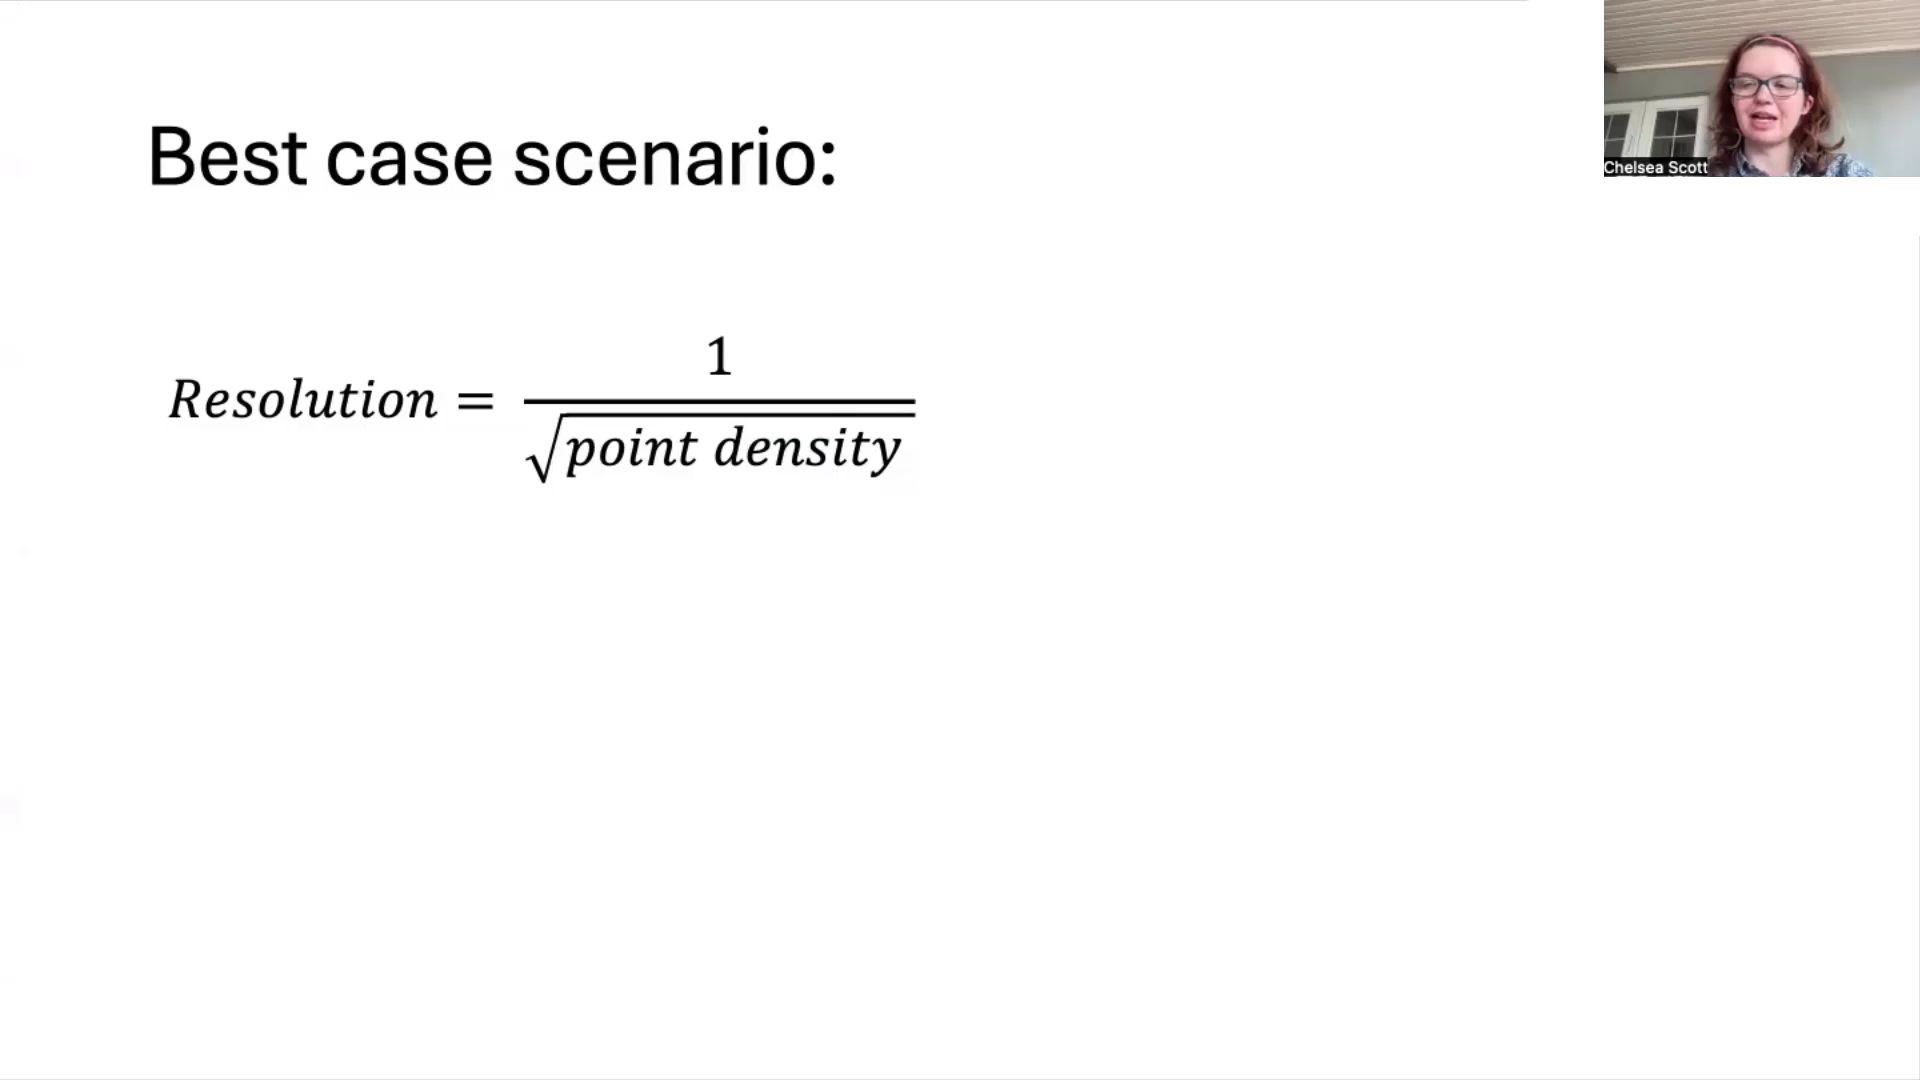 Best case scenario:
Resolution = 1 / √point density
Chelsea Scott